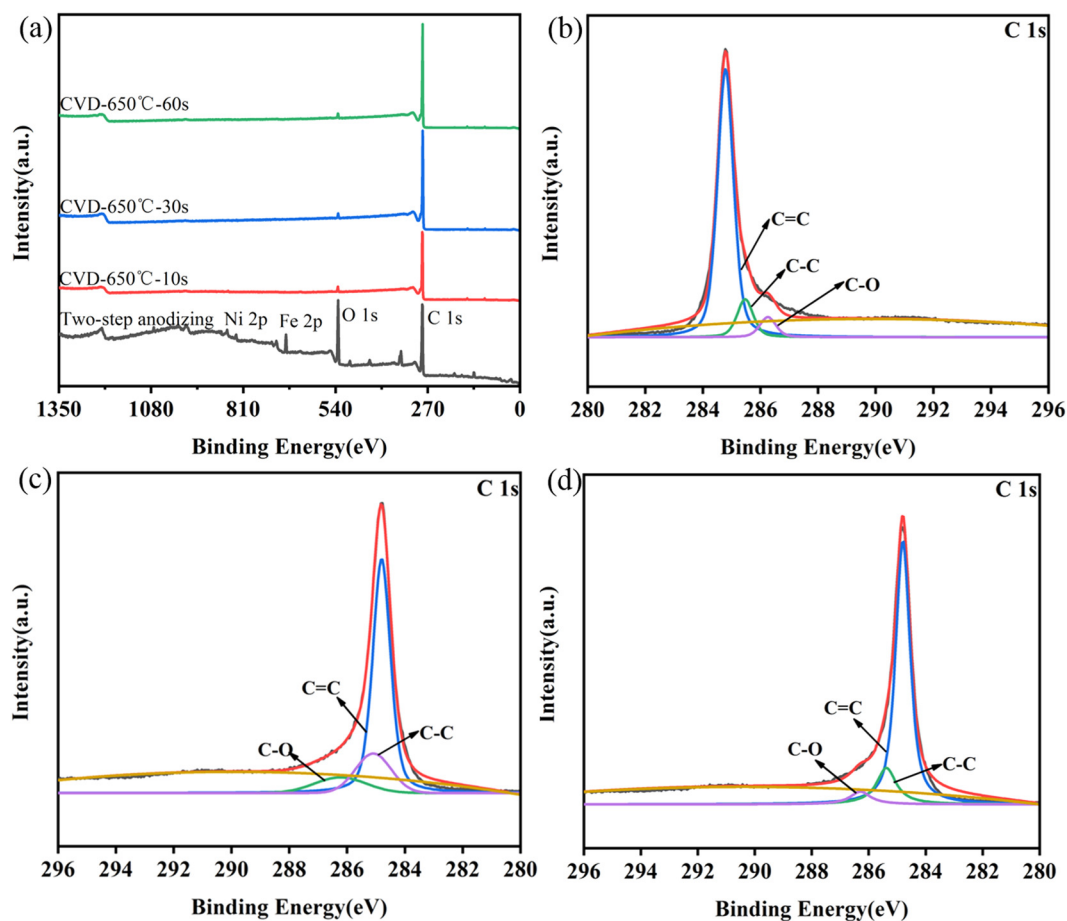 (a)
CVD-650℃-60s
CVD-650℃-30s
CVD-650℃-10s
Two-step anodizing
Ni 2p
Fe 2p
O 1s
C 1s
Intensity(a.u.)
1350 1080 810 540 270 0
Binding Energy(eV)
(b)
C 1s
C=C
C-C
C-O
Intensity(a.u.)
280 282 284 286 288 290 292 294 296
Binding Energy(eV)
(c)
C 1s
C=C
C-O
C-C
Intensity(a.u.)
296 294 292 290 288 286 284 282 280
Binding Energy(eV)
(d)
C 1s
C=C
C-O
C-C
Intensity(a.u.)
296 294 292 290 288 286 284 282 280
Binding Energy(eV)